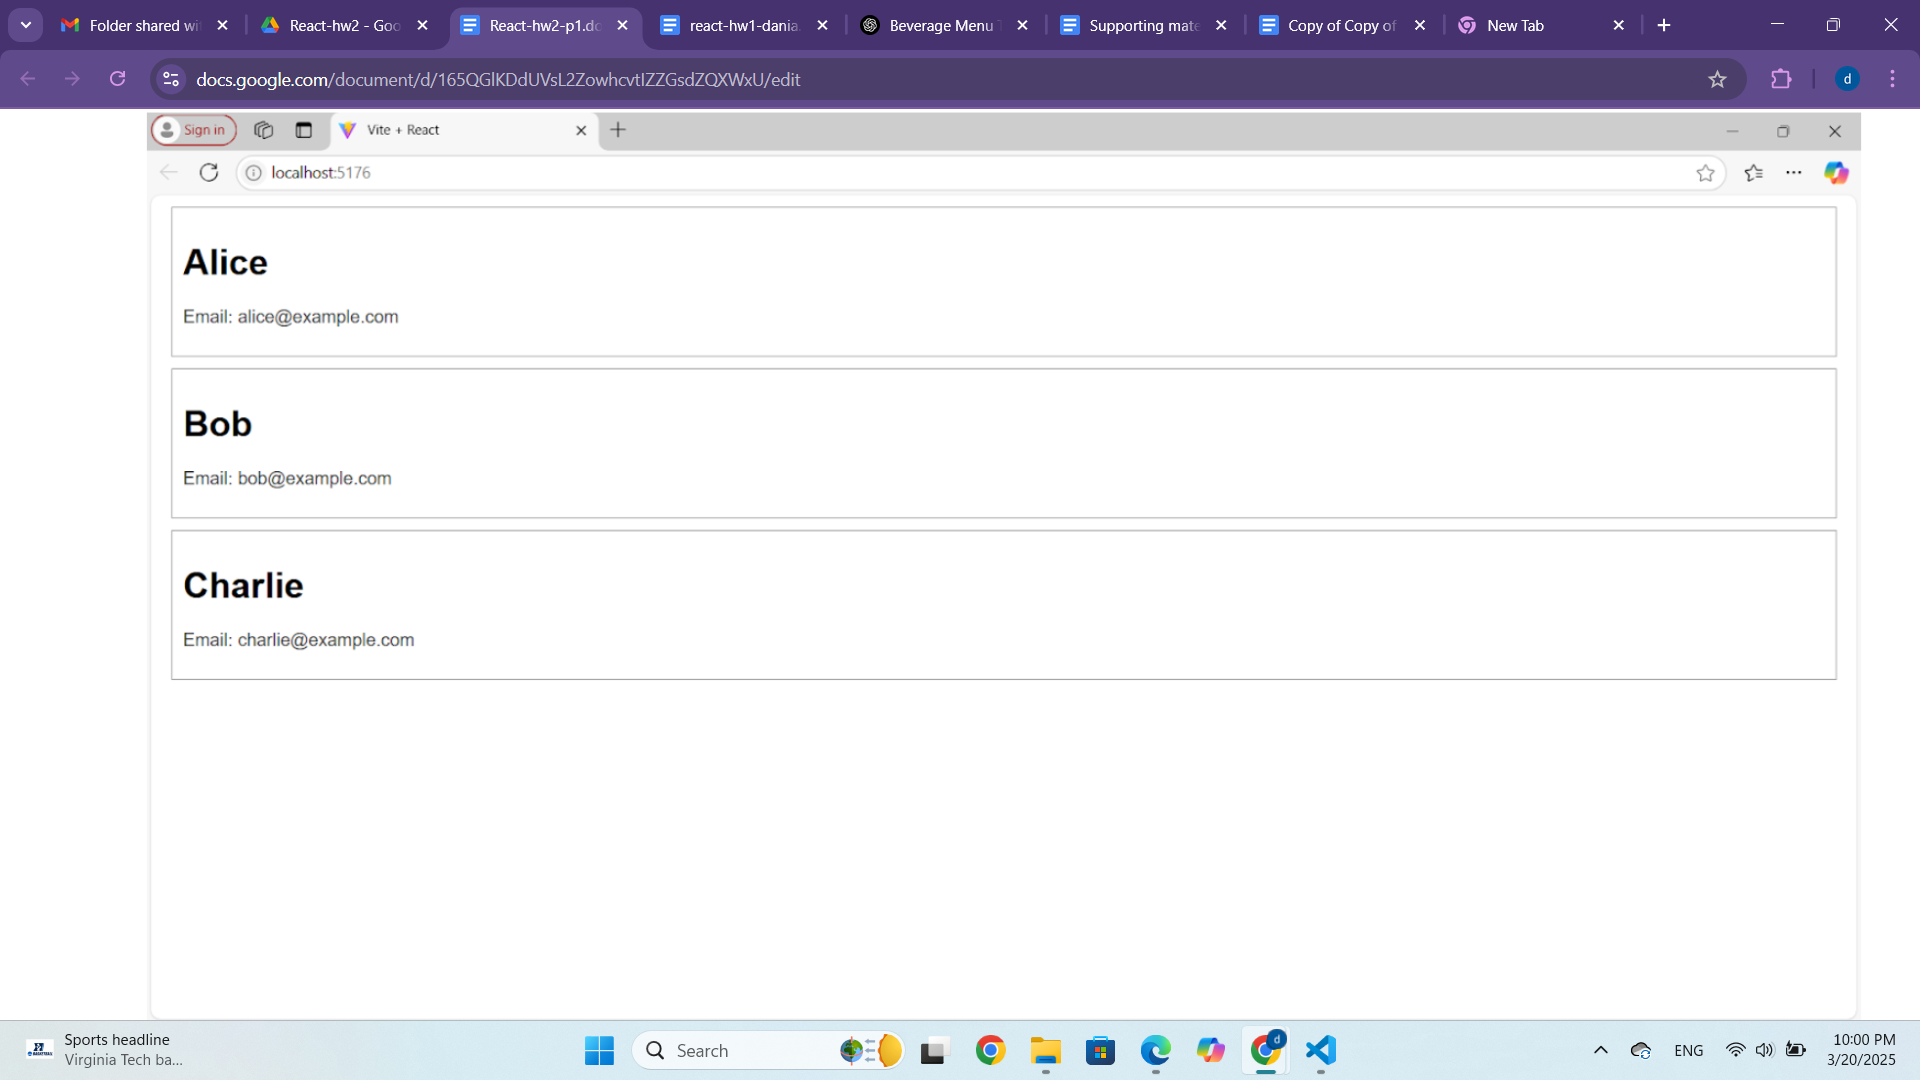 Folder shared wi
React-hw2 - Goo
React-hw2-p1.dc
react-hw1-dania.
Beverage Menu T
Supporting mate
Copy of Copy of
New Tab
docs.google.com/document/d/165QGlKDdUVsL2ZowhcvtIZZGsdZQXWxU/edit
d
Sign in
Vite + React
localhost:5176
Alice
Email: alice@example.com
Bob
Email: bob@example.com
Charlie
Email: charlie@example.com
Sports headline
Virginia Tech ba...
Search
d
ENG
10:00 PM
3/20/2025